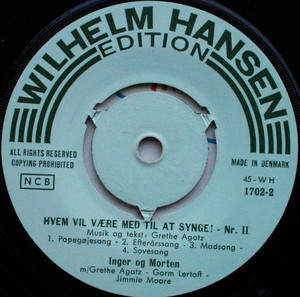 WILHELM HANSEN
EDITION
ALL RIGHTS RESERVED
COPYING PROHIBITED
NCB
MADE IN DENMARK
45-WH
1702-2
HVEM VIL VÆRE MED TIL AT SYNGE! - Nr. II
Musik og tekst: Grethe Agatz
1. Papegøjesang - 2. Efterårssang - 3. Madsang -
4. Sovesang
Inger og Morten
m/Grethe Agatz - Gorm Lertoft -
Jimmie Moore